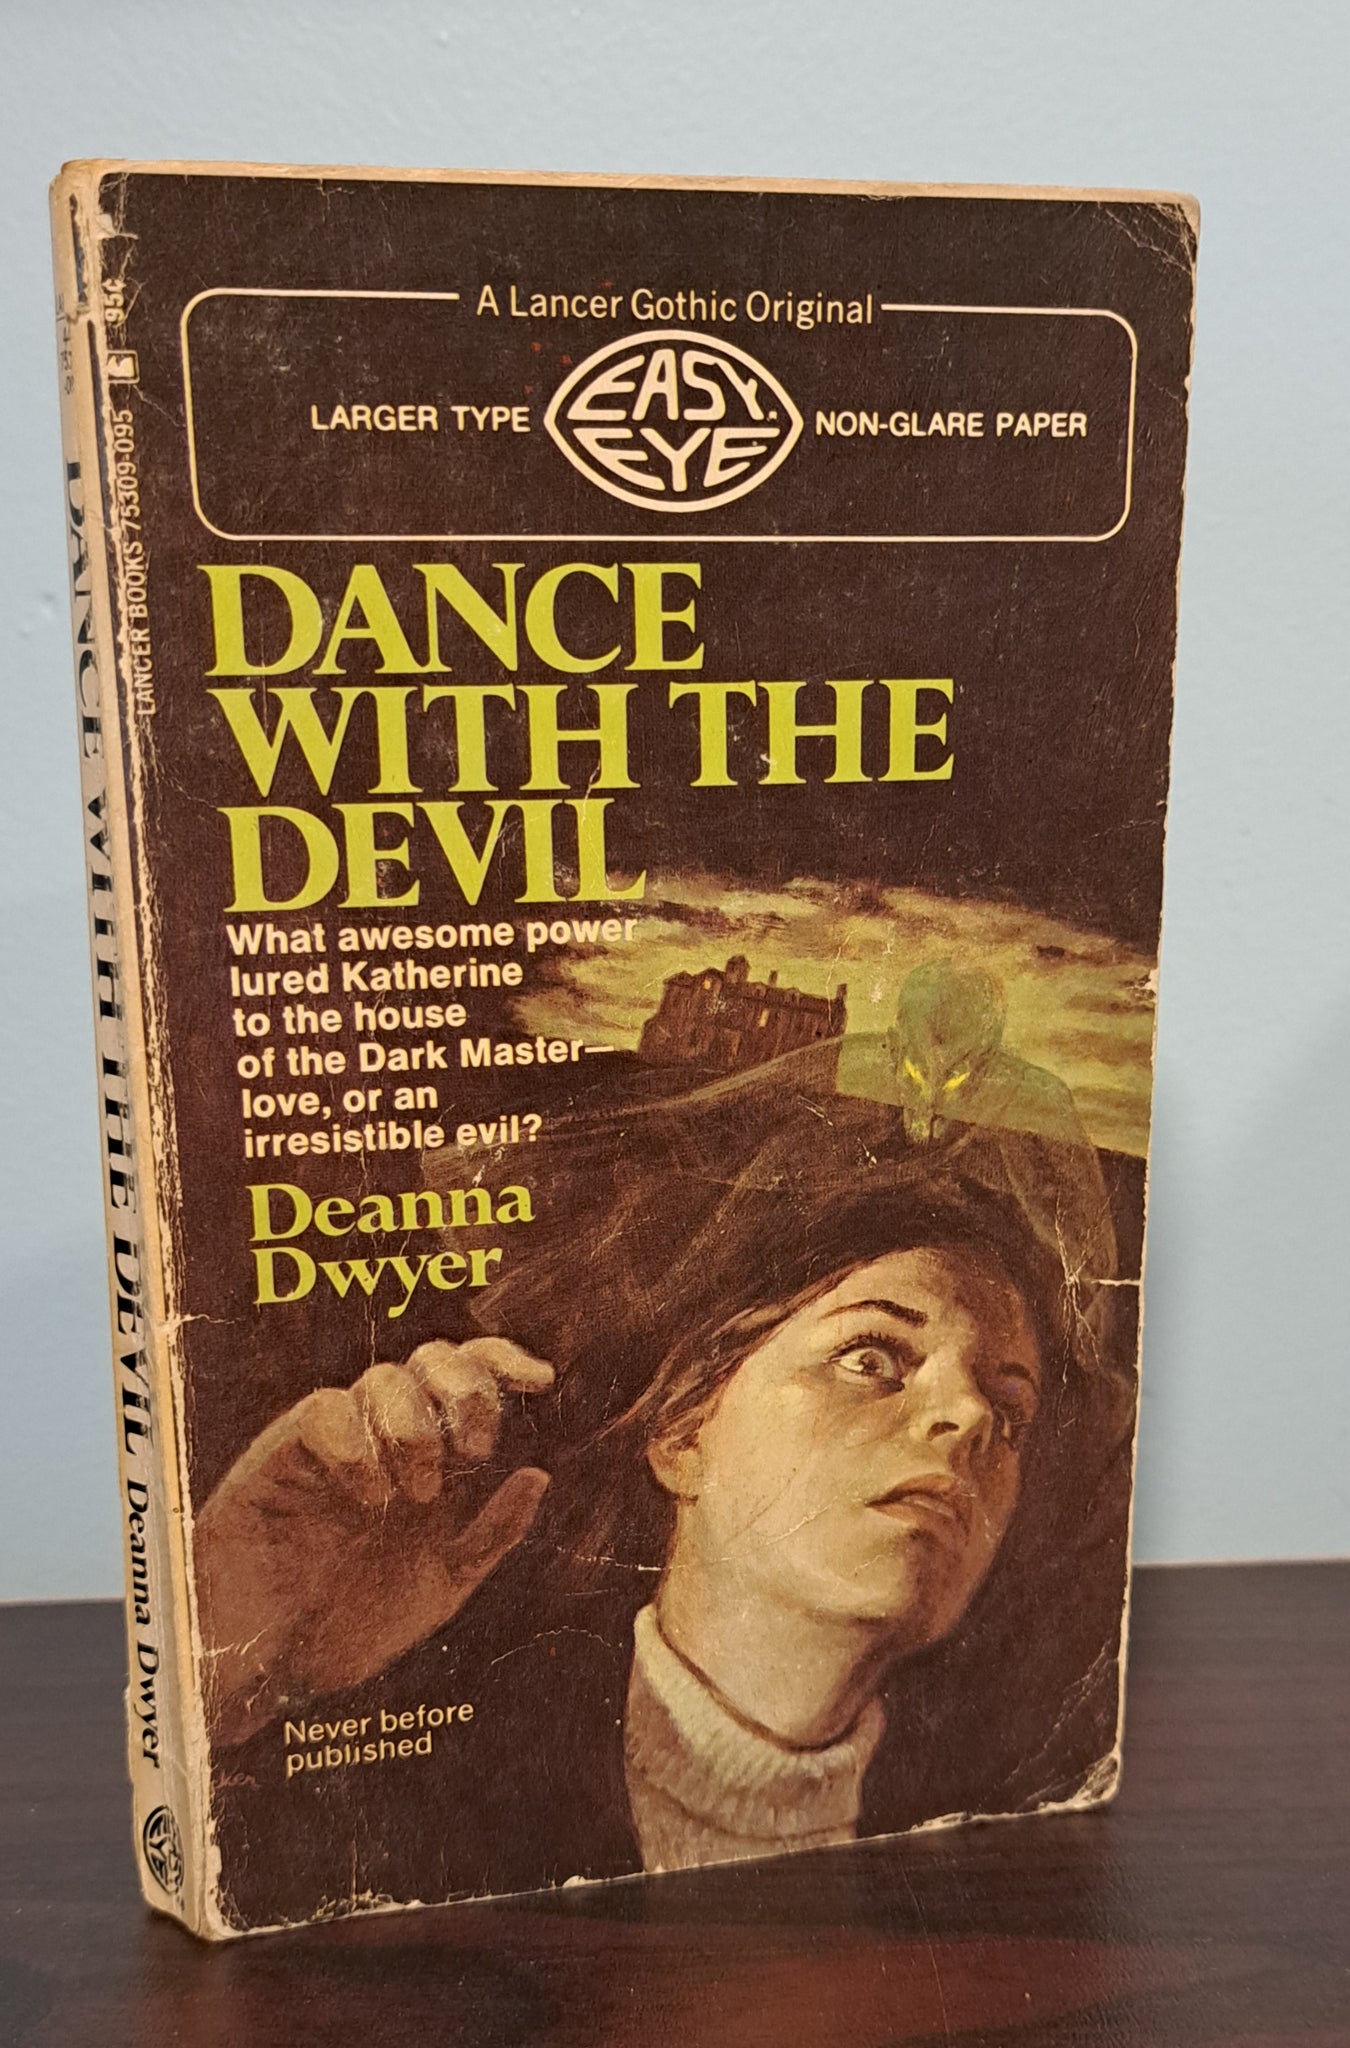 A Lancer Gothic Original
LARGER TYPE
EASY EYE
NON-GLARE PAPER
DANCE
WITH THE
DEVIL
What awesome power
lured Katherine
to the house
of the Dark Master—
love, or an
irresistible evil?
Deanna
Dwyer
Never before
published
LANCER BOOKS 75309-095 95¢
DANCE WITH THE DEVIL Deanna Dwyer
EASY EYE